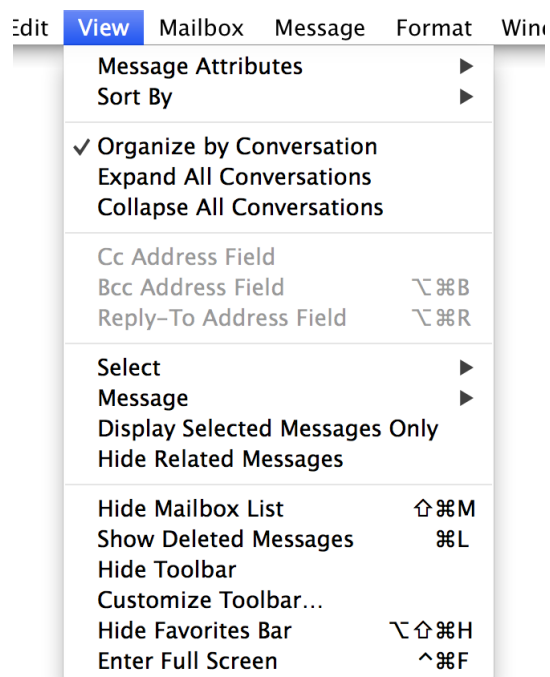 Edit View Mailbox Message Format
Message Attributes ▶
Sort By ▶
✓ Organize by Conversation
Expand All Conversations
Collapse All Conversations
Cc Address Field
Bcc Address Field ⌥⌘B
Reply-To Address Field ⌥⌘R
Select ▶
Message ▶
Display Selected Messages Only
Hide Related Messages
Hide Mailbox List ⇧⌘M
Show Deleted Messages ⌘L
Hide Toolbar
Customize Toolbar...
Hide Favorites Bar ⌥⇧⌘H
Enter Full Screen ^⌘F